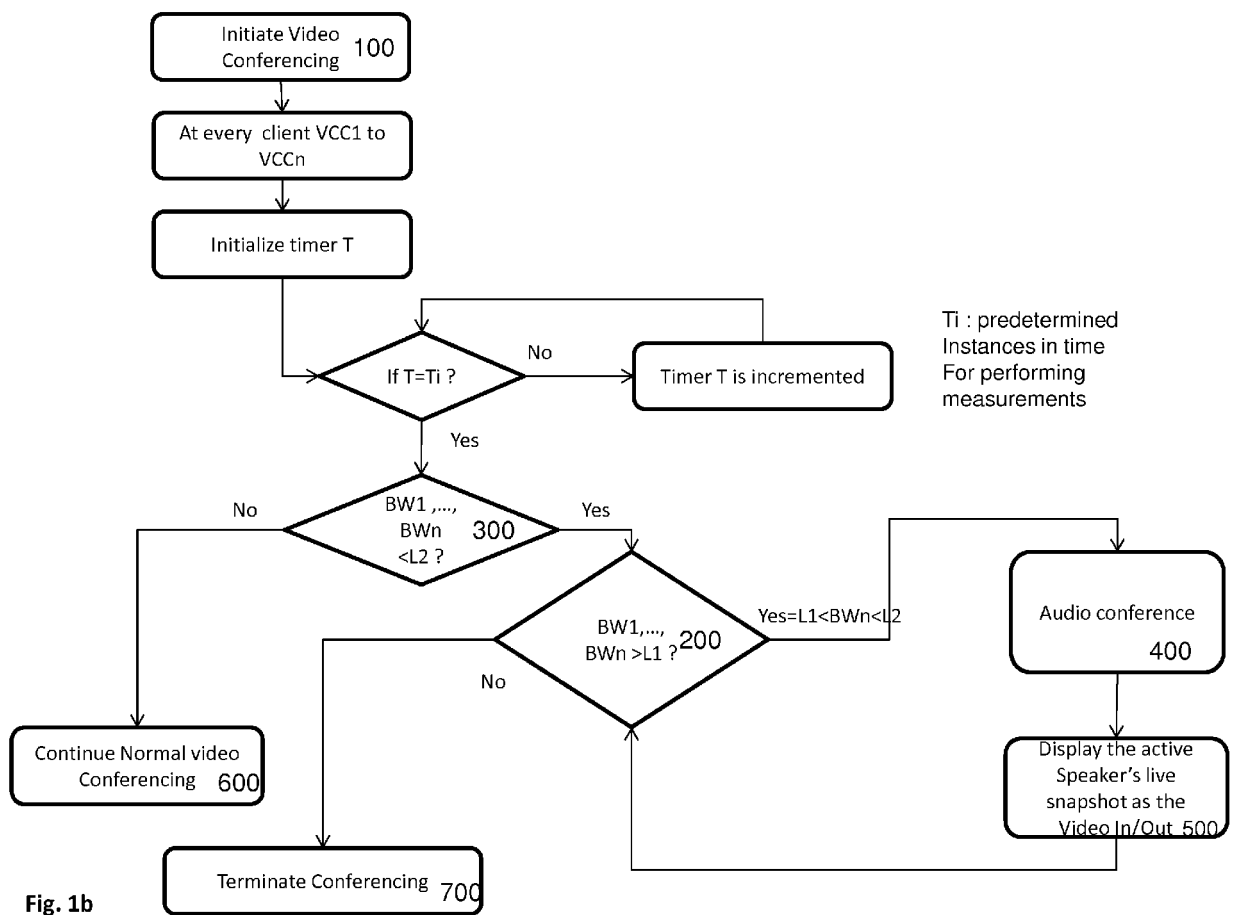 Initiate Video
Conferencing 100
At every client VCC1 to
VCCn
Initialize timer T
If T=Ti ?
No
Timer T is incremented
Ti : predetermined
Instances in time
For performing
measurements
Yes
BW1 ,...,
BWn
<L2 ?
300
No
Yes
BW1,...,
BWn >L1 ?
200
Yes=L1<BWn<L2
No
Audio conference
400
Continue Normal video
Conferencing 600
Display the active
Speaker's live
snapshot as the
Video In/Out 500
Terminate Conferencing 700
Fig. 1b